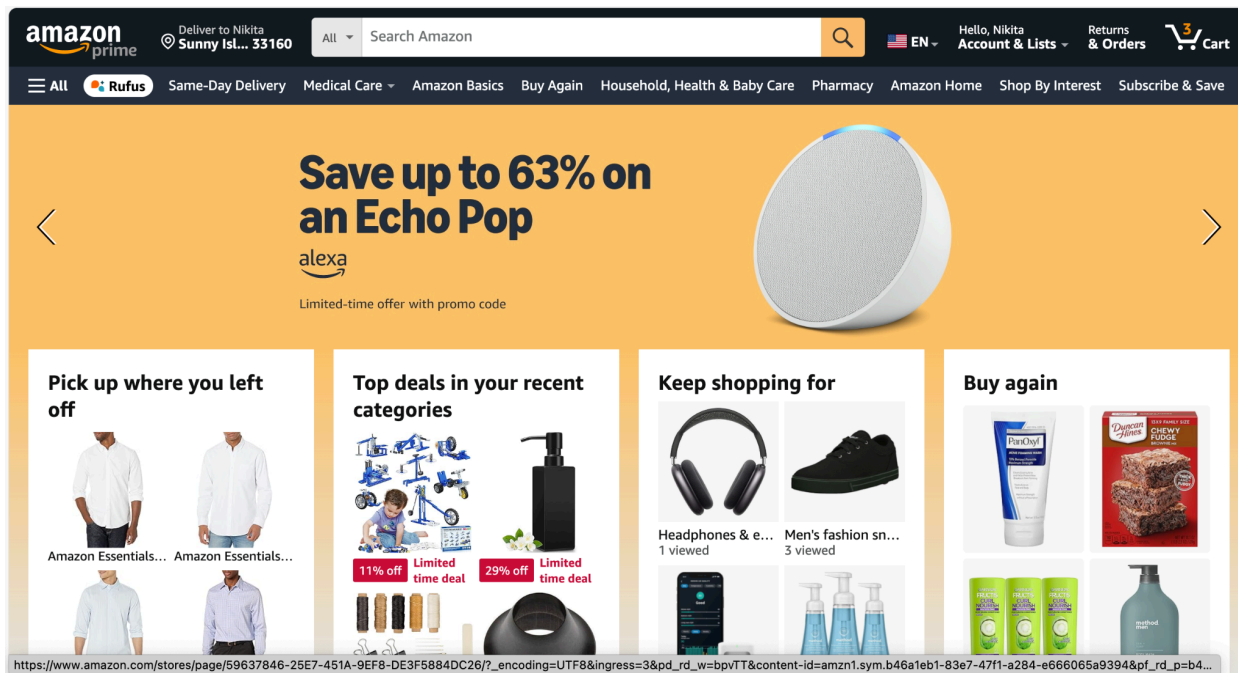 amazon
prime
Deliver to Nikita
Sunny Isl... 33160
All
Search Amazon
EN
Hello, Nikita
Account & Lists
Returns
& Orders
3
Cart
All
Rufus
Same-Day Delivery
Medical Care
Amazon Basics
Buy Again
Household, Health & Baby Care
Pharmacy
Amazon Home
Shop By Interest
Subscribe & Save
Save up to 63% on
an Echo Pop
alexa
Limited-time offer with promo code
Pick up where you left
off
Amazon Essentials...
Amazon Essentials...
Top deals in your recent
categories
11% off
Limited
time deal
29% off
Limited
time deal
Keep shopping for
Headphones & e...
1 viewed
Men's fashion sn...
3 viewed
Good
Buy again
PanOxyl
Duncan
Hines
12X FAMILY SIZE
CHEWY
FUDGE
BROWNIE
method
men
https://www.amazon.com/stores/page/59637846-25E7-451A-9EF8-DE3F5884DC26/?_encoding=UTF8&ingress=3&pd_rd_w=bpvTT&content-id=amzn1.sym.b46a1eb1-83e7-47f1-a284-e666065a9394&pf_rd_p=b4...